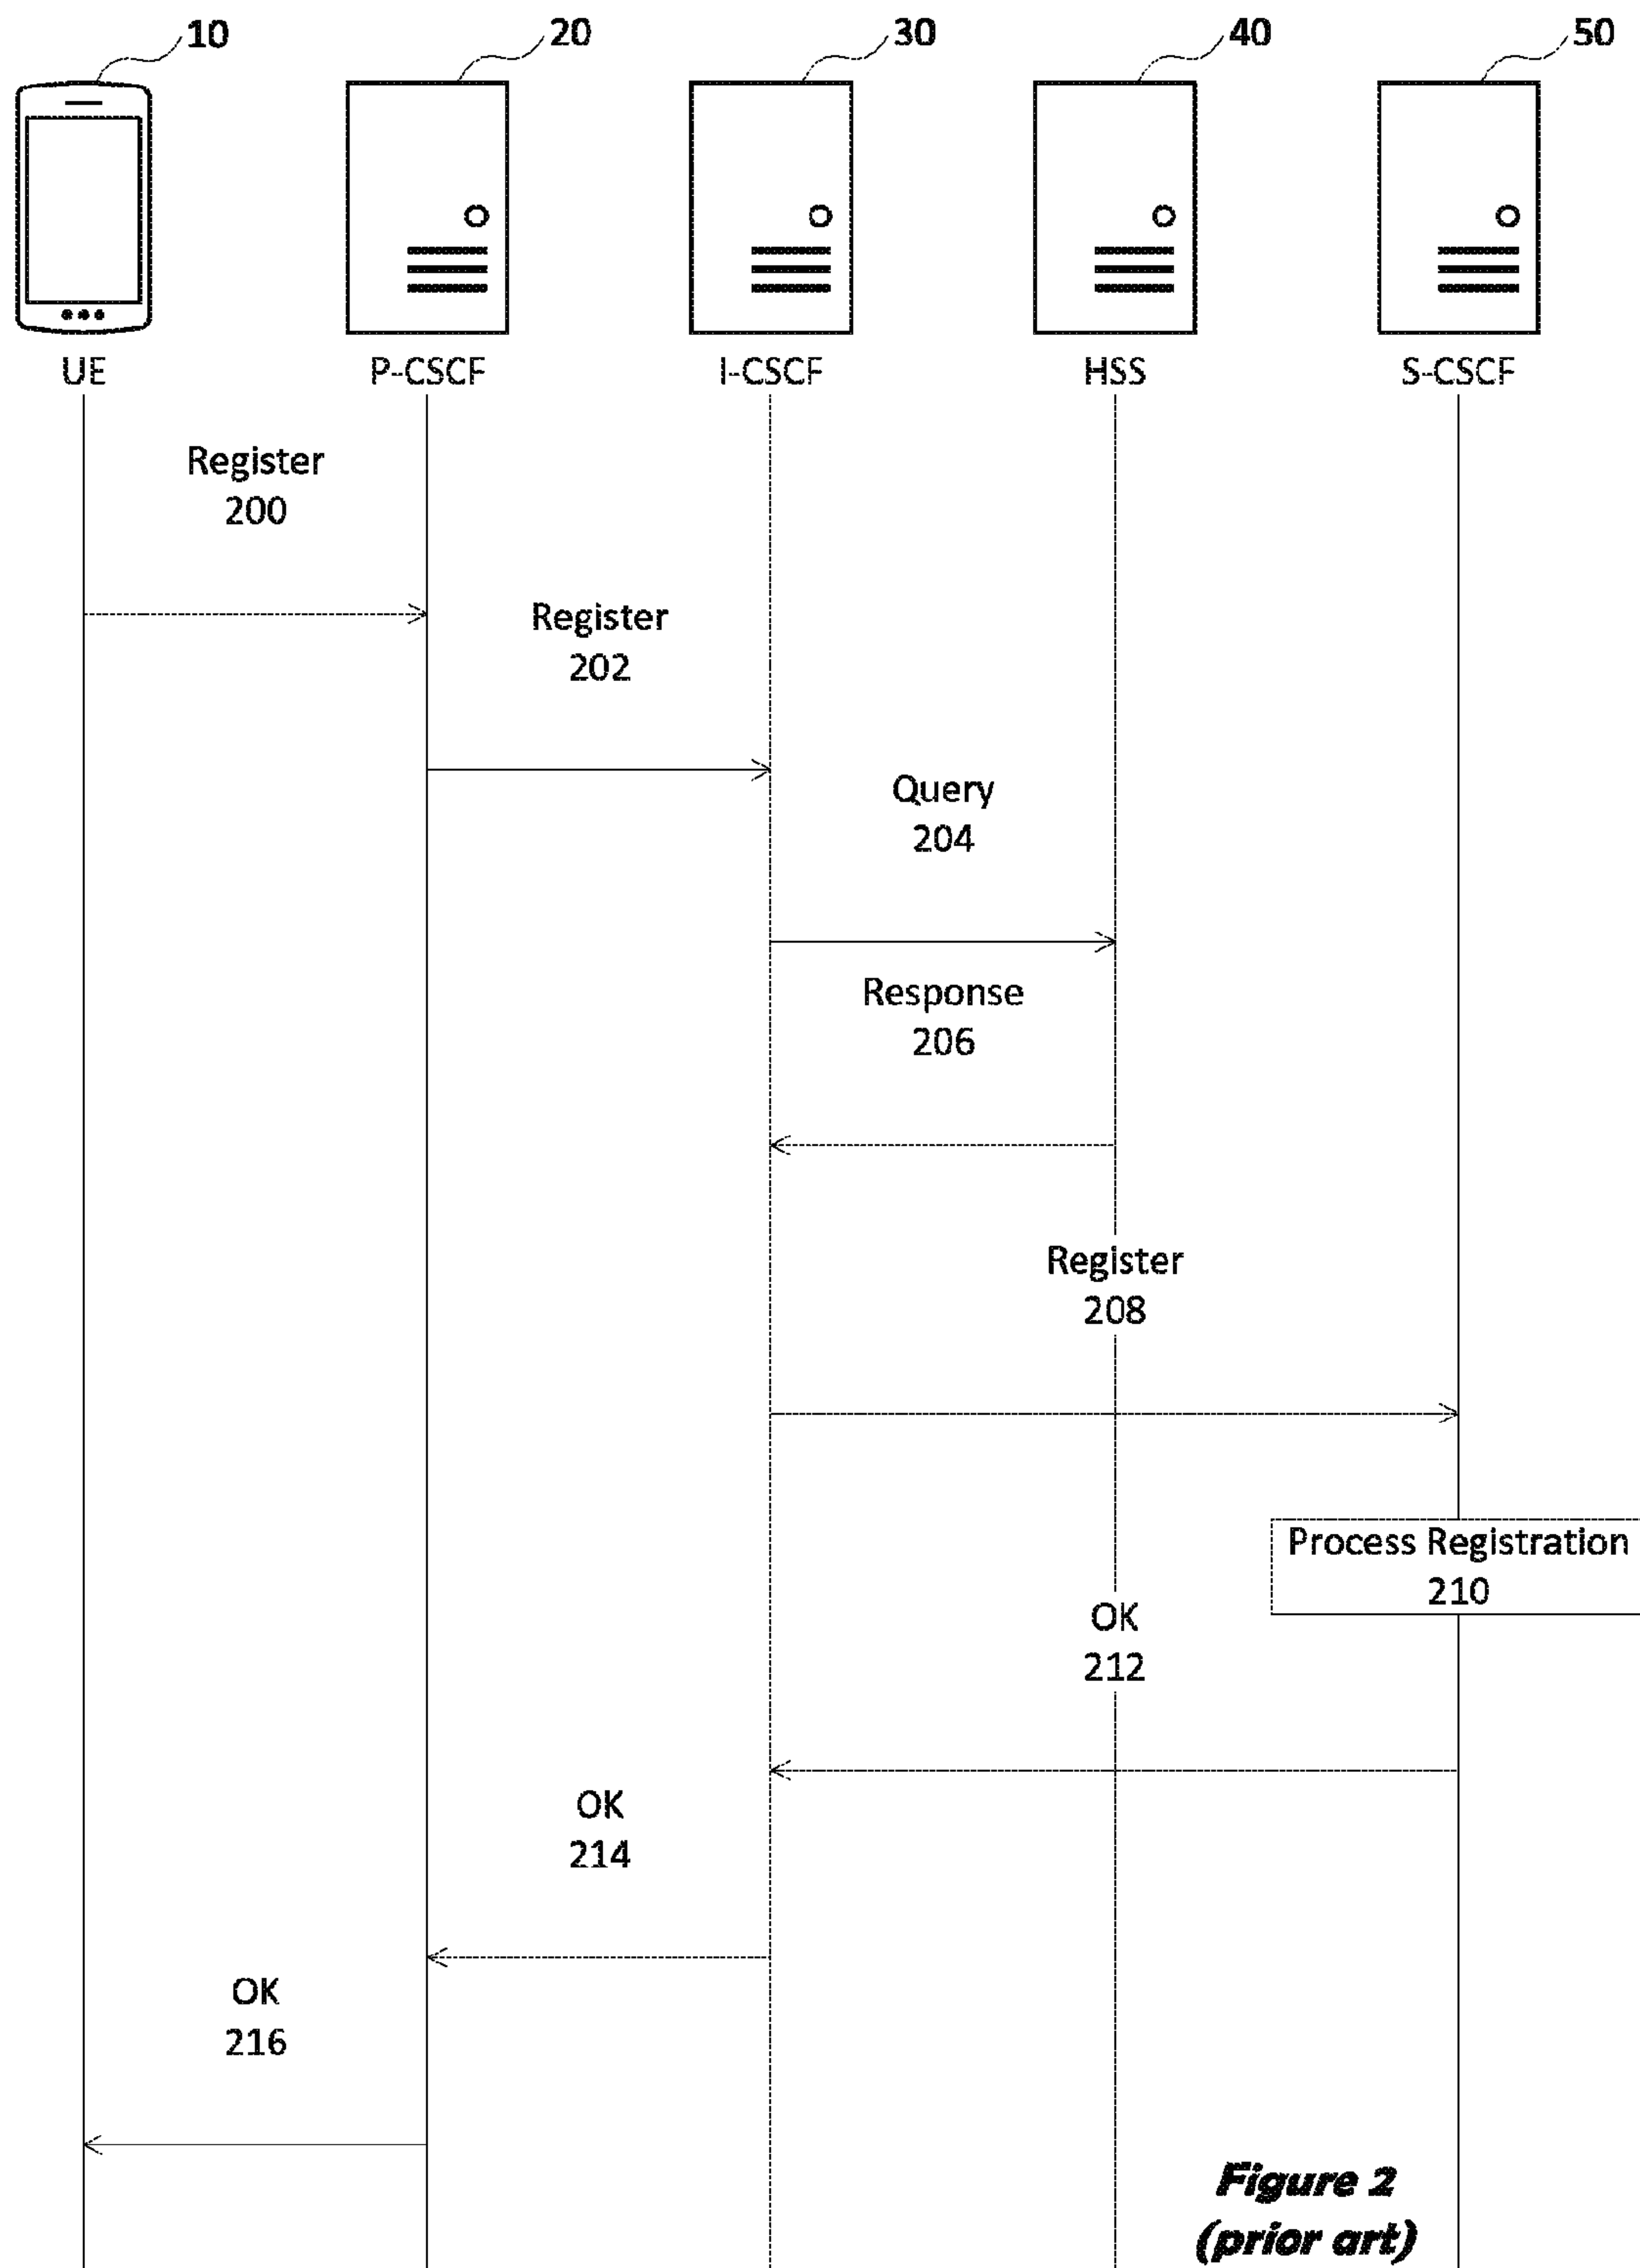 10
20
30
40
50
UE
P-CSCF
I-CSCF
HSS
S-CSCF
Register
200
Register
202
Query
204
Response
206
Register
208
Process Registration
210
OK
212
OK
214
OK
216
Figure 2
(prior art)